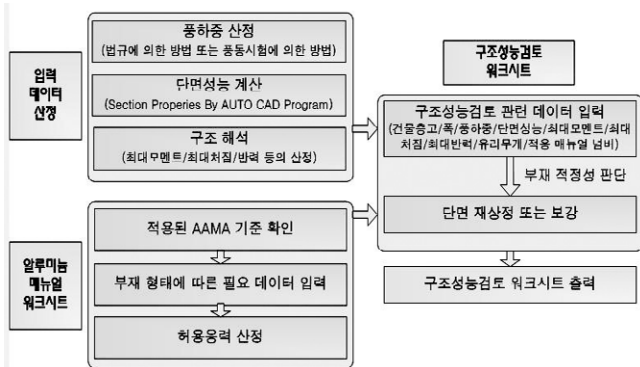 입력
데이터
산정
풍하중 산정
(법규에 의한 방법 또는 풍동시험에 의한 방법)
단면성능 계산
(Section Properies By AUTO CAD Program)
구조 해석
(최대모멘트/최대처짐/반력 등의 산정)
알루미늄
매뉴얼
워크시트
적용된 AAMA 기준 확인
부재 형태에 따른 필요 데이터 입력
허용응력 산정
구조성능검토
워크시트
구조성능검토 관련 데이터 입력
(건물층고/폭/풍하중/단면성능/최대모멘트/최대
처짐/최대반력/유리무게/적용 매뉴얼 넘버)
부재 적정성 판단
단면 재상정 또는 보강
구조성능검토 워크시트 출력